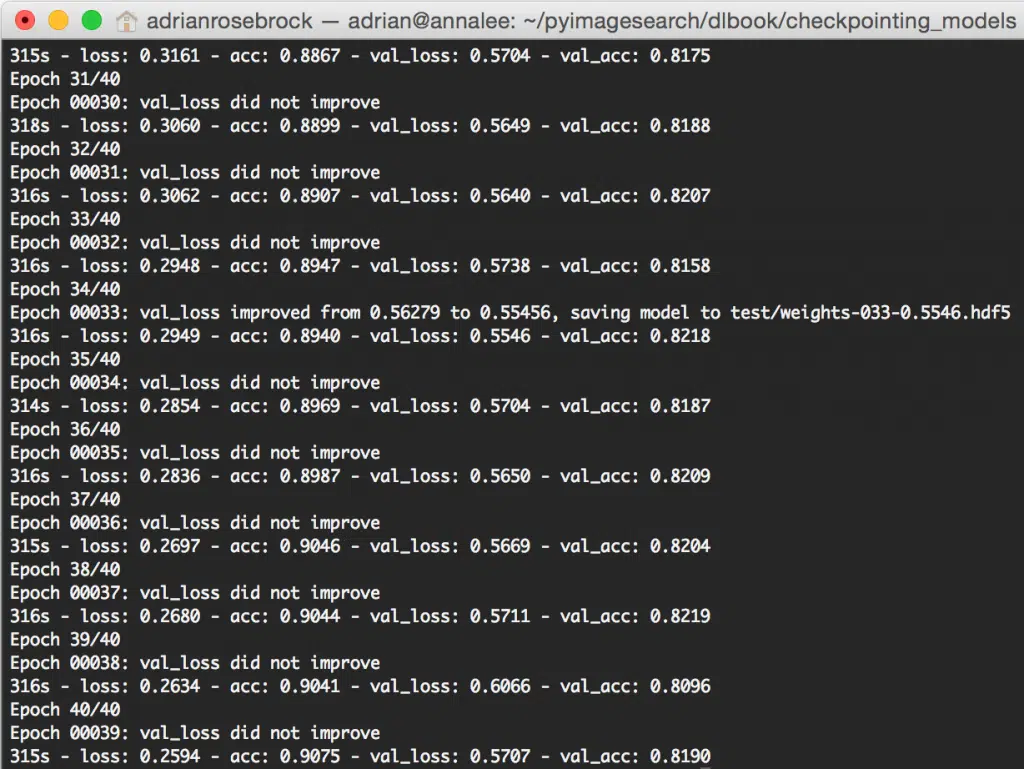 adrianrosebrock — adrian@annalee: ~/pyimagesearch/dlbook/checkpointing_models
315s - loss: 0.3161 - acc: 0.8867 - val_loss: 0.5704 - val_acc: 0.8175
Epoch 31/40
Epoch 00030: val_loss did not improve
318s - loss: 0.3060 - acc: 0.8899 - val_loss: 0.5649 - val_acc: 0.8188
Epoch 32/40
Epoch 00031: val_loss did not improve
316s - loss: 0.3062 - acc: 0.8907 - val_loss: 0.5640 - val_acc: 0.8207
Epoch 33/40
Epoch 00032: val_loss did not improve
316s - loss: 0.2948 - acc: 0.8947 - val_loss: 0.5738 - val_acc: 0.8158
Epoch 34/40
Epoch 00033: val_loss improved from 0.56279 to 0.55456, saving model to test/weights-033-0.5546.hdf5
316s - loss: 0.2949 - acc: 0.8940 - val_loss: 0.5546 - val_acc: 0.8218
Epoch 35/40
Epoch 00034: val_loss did not improve
314s - loss: 0.2854 - acc: 0.8969 - val_loss: 0.5704 - val_acc: 0.8187
Epoch 36/40
Epoch 00035: val_loss did not improve
316s - loss: 0.2836 - acc: 0.8987 - val_loss: 0.5650 - val_acc: 0.8209
Epoch 37/40
Epoch 00036: val_loss did not improve
315s - loss: 0.2697 - acc: 0.9046 - val_loss: 0.5669 - val_acc: 0.8204
Epoch 38/40
Epoch 00037: val_loss did not improve
316s - loss: 0.2680 - acc: 0.9044 - val_loss: 0.5711 - val_acc: 0.8219
Epoch 39/40
Epoch 00038: val_loss did not improve
316s - loss: 0.2634 - acc: 0.9041 - val_loss: 0.6066 - val_acc: 0.8096
Epoch 40/40
Epoch 00039: val_loss did not improve
315s - loss: 0.2594 - acc: 0.9075 - val_loss: 0.5707 - val_acc: 0.8190